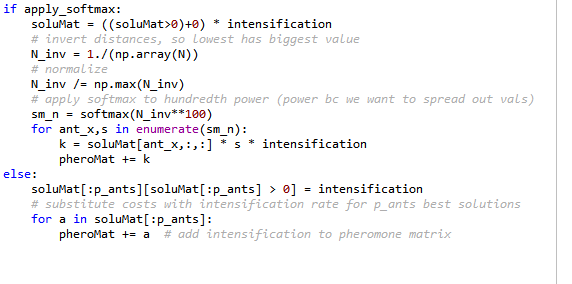 if apply_softmax:
    soluMat = ((soluMat>0)+0) * intensification
    # invert distances, so lowest has biggest value
    N_inv = 1./(np.array(N))
    # normalize
    N_inv /= np.max(N_inv)
    # apply softmax to hundredth power (power bc we want to spread out vals)
    sm_n = softmax(N_inv**100)
    for ant_x,s in enumerate(sm_n):
        k = soluMat[ant_x,:,:] * s * intensification
        pheroMat += k
else:
    soluMat[:p_ants][soluMat[:p_ants] > 0] = intensification
    # substitute costs with intensification rate for p_ants best solutions
    for a in soluMat[:p_ants]:
        pheroMat += a  # add intensification to pheromone matrix